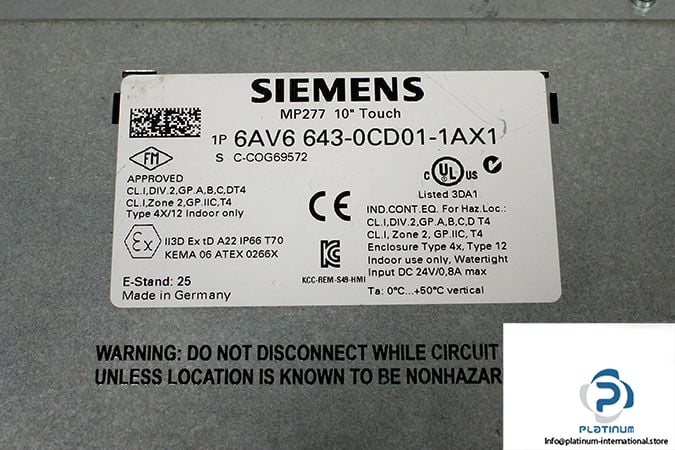 SIEMENS
MP277 10" Touch
1P 6AV6 643-0CD01-1AX1
S C-COG69572
FM
APPROVED
CL.I,DIV.2,GP.A,B,C,DT4
CL.I,Zone 2,GP.IIC,T4
Type 4X/12 Indoor only
Ex
II3D Ex tD A22 IP66 T70
KEMA 06 ATEX 0266X
E-Stand: 25
Made in Germany
CE
KCC-REM-S49-HMI
C UL US
Listed 3DA1
IND.CONT.EQ. For Haz.Loc.:
CL.I,DIV.2,GP.A,B,C,D T4
CL.I, Zone 2, GP.IIC, T4
Enclosure Type 4x, Type 12
Indoor use only, Watertight
Input DC 24V/0,8A max
Ta: 0°C...+50°C vertical
WARNING: DO NOT DISCONNECT WHILE CIRCUIT
UNLESS LOCATION IS KNOWN TO BE NONHAZAR
PLATINUM
Info@platinum-international.store